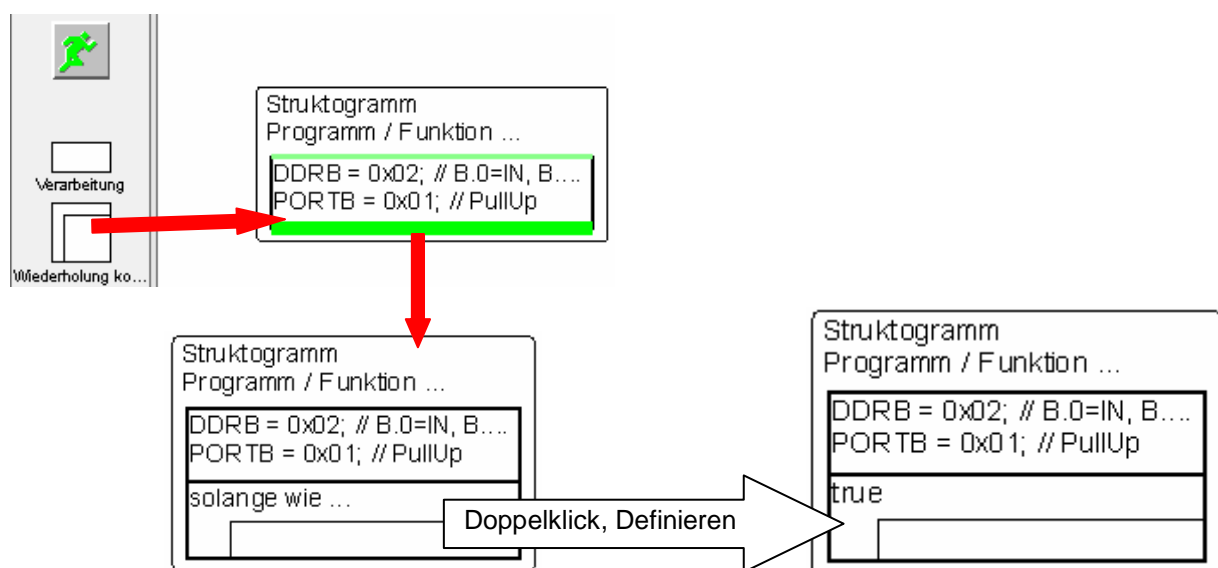 Verarbeitung
Wiederholung ko...
Struktogramm
Programm / Funktion ...
DDRB = 0x02; // B.0=IN, B....
PORTB = 0x01; // PullUp
Struktogramm
Programm / Funktion ...
DDRB = 0x02; // B.0=IN, B....
PORTB = 0x01; // PullUp
solange wie ...
Doppelklick, Definieren
Struktogramm
Programm / Funktion ...
DDRB = 0x02; // B.0=IN, B....
PORTB = 0x01; // PullUp
true